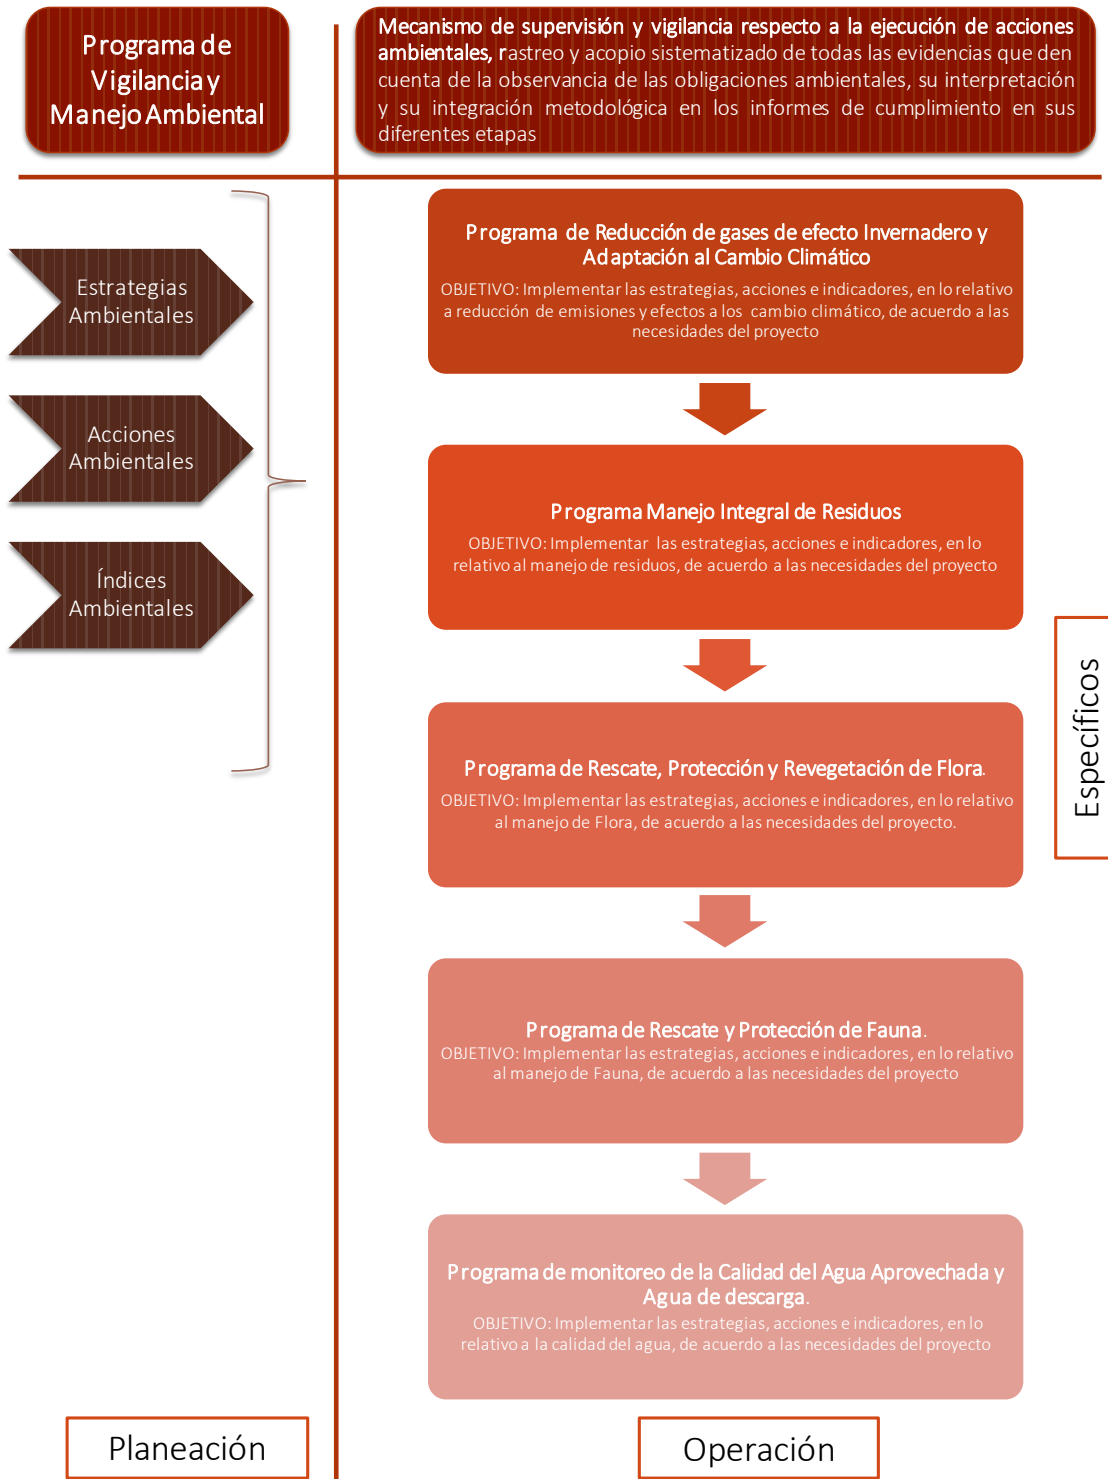 Programa de
Vigilancia y
Manejo Ambiental
Mecanismo de supervisión y vigilancia respecto a la ejecución de acciones
ambientales, rastreo y acopio sistematizado de todas las evidencias que den
cuenta de la observancia de las obligaciones ambientales, su interpretación
y su integración metodológica en los informes de cumplimiento en sus
diferentes etapas
Estrategias
Ambientales
Acciones
Ambientales
Índices
Ambientales
Programa de Reducción de gases de efecto Invernadero y
Adaptación al Cambio Climático
OBJETIVO: Implementar las estrategias, acciones e indicadores, en lo relativo
a reducción de emisiones y efectos a los cambio climático, de acuerdo a las
necesidades del proyecto
Programa Manejo Integral de Residuos
OBJETIVO: Implementar las estrategias, acciones e indicadores, en lo
relativo al manejo de residuos, de acuerdo a las necesidades del proyecto
Programa de Rescate, Protección y Revegetación de Flora.
OBJETIVO: Implementar las estrategias, acciones e indicadores, en lo relativo
al manejo de Flora, de acuerdo a las necesidades del proyecto.
Programa de Rescate y Protección de Fauna.
OBJETIVO: Implementar las estrategias, acciones e indicadores, en lo relativo
al manejo de Fauna, de acuerdo a las necesidades del proyecto
Programa de monitoreo de la Calidad del Agua Aprovechada y
Agua de descarga.
OBJETIVO: Implementar las estrategias, acciones e indicadores, en lo
relativo a la calidad del agua, de acuerdo a las necesidades del proyecto
Específicos
Planeación
Operación